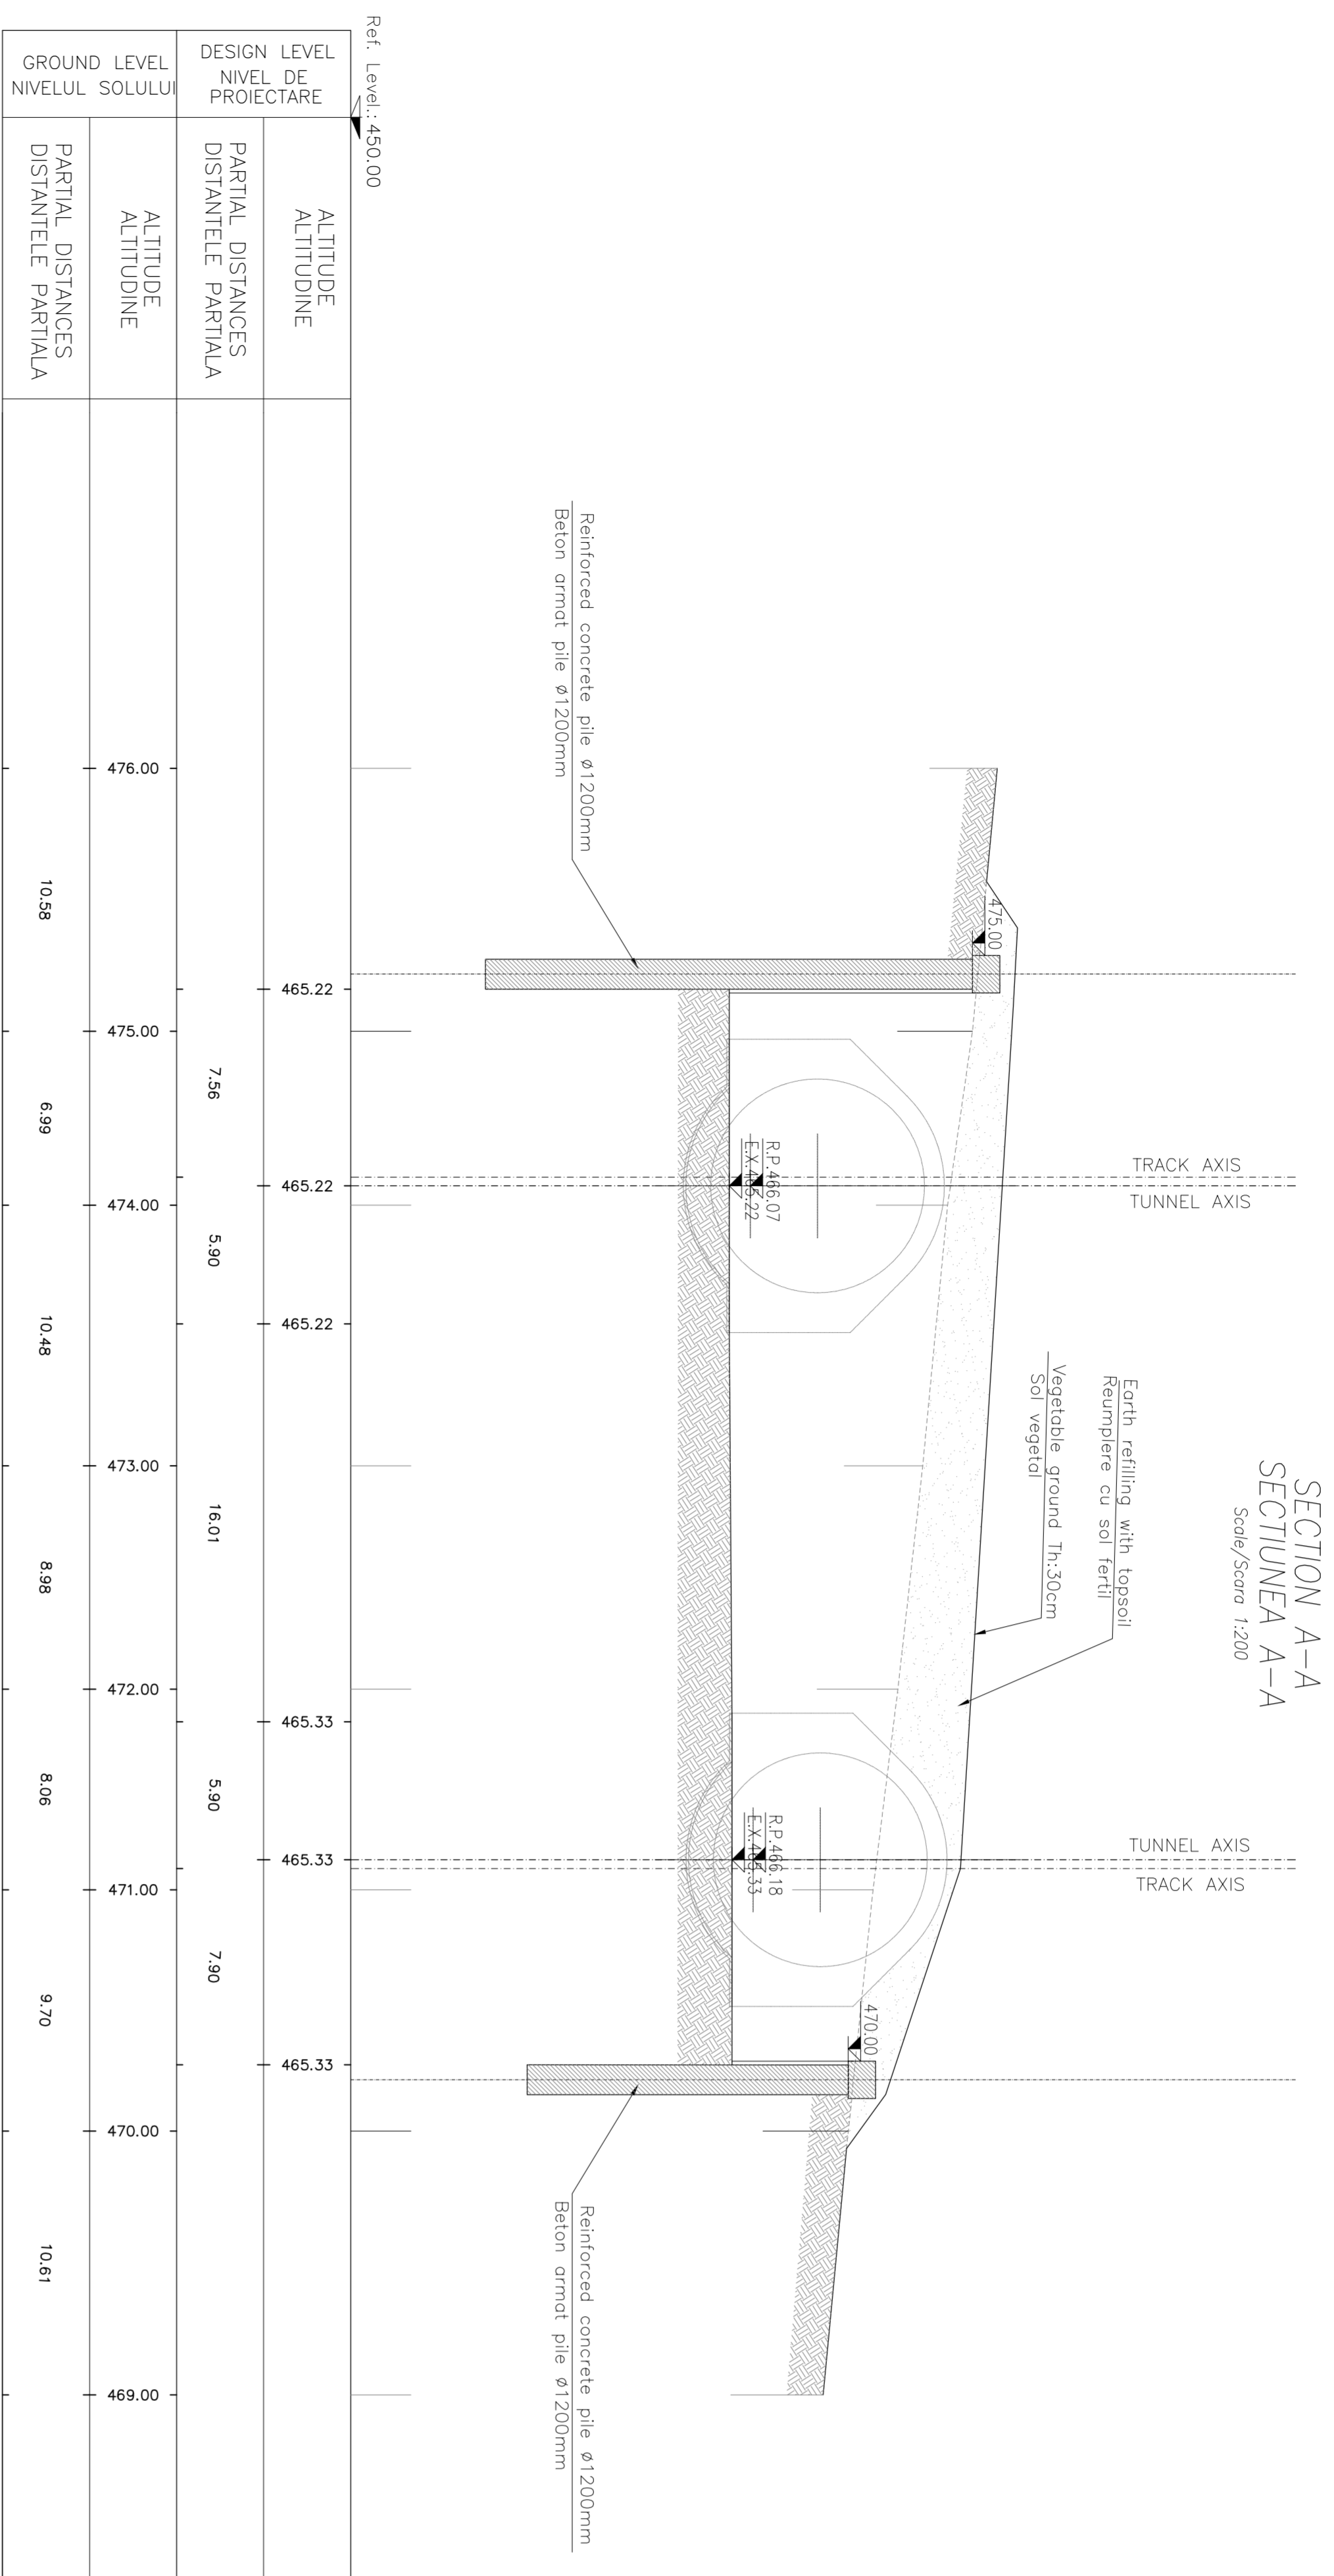 SECTION A-A
SECTIUNEA A-A
Scale/Scara 1:200
Earth refilling with topsoil
Reumplere cu sol fertil
Vegetable ground Th:30cm
Sol vegetal
TRACK AXIS
TUNNEL AXIS
TUNNEL AXIS
TRACK AXIS
475.00
R.P.466.07
E.X.465.22
R.P.466.18
E.X.465.33
470.00
Reinforced concrete pile Ø1200mm
Beton armat pile Ø1200mm
Reinforced concrete pile Ø1200mm
Beton armat pile Ø1200mm
Ref. Level.: 450.00
DESIGN LEVEL
NIVEL DE
PROIECTARE
ALTITUDE
ALTITUDINE
465.22
465.22
465.22
465.33
465.33
465.33
PARTIAL DISTANCES
DISTANTELE PARTIALA
7.56
5.90
16.01
5.90
7.90
GROUND LEVEL
NIVELUL SOLULUI
ALTITUDE
ALTITUDINE
476.00
475.00
474.00
473.00
472.00
471.00
470.00
469.00
PARTIAL DISTANCES
DISTANTELE PARTIALA
10.58
6.99
10.48
8.98
8.06
9.70
10.61